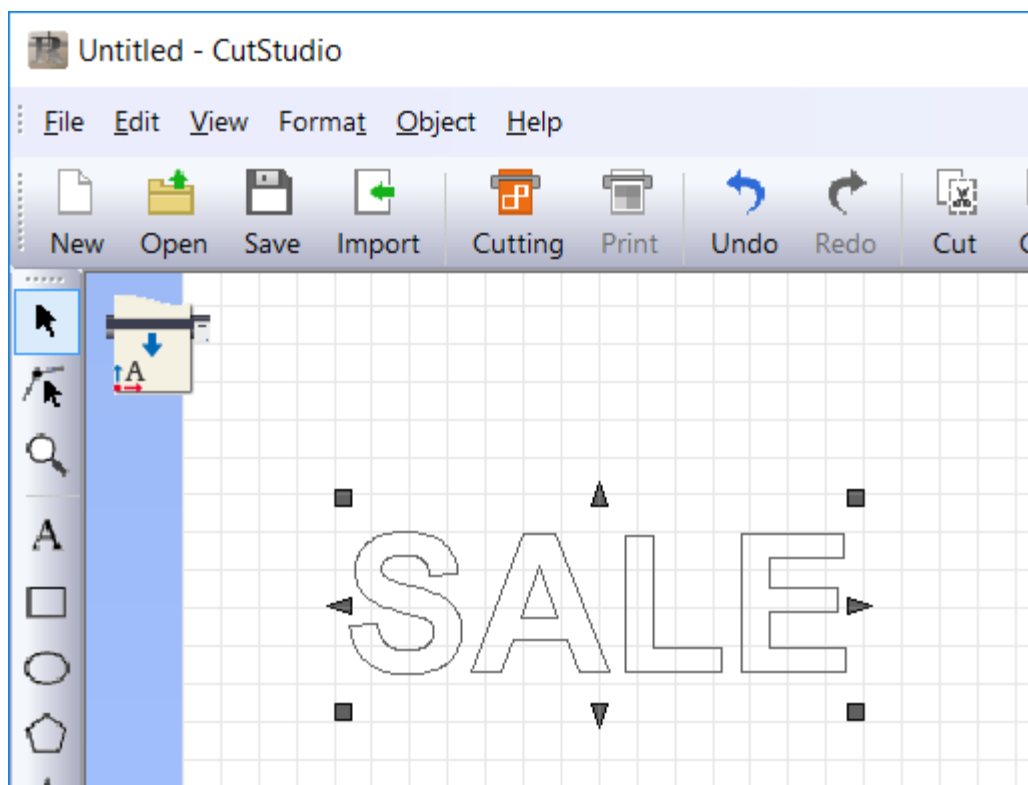 Untitled - CutStudio
File Edit View Format Object Help
New Open Save Import Cutting Print Undo Redo Cut
A
A
SALE